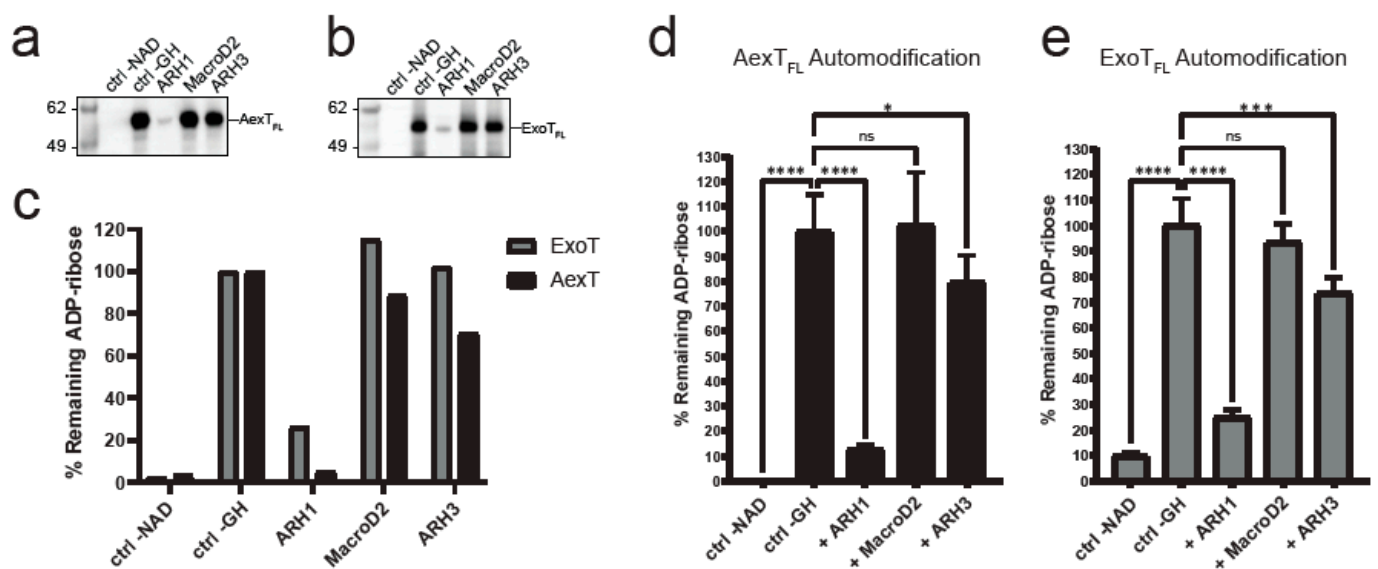 a
ctrl -NAD
ctrl -GH
ARH1
MacroD2
ARH3
62
49
AexTFL
b
ctrl -NAD
ctrl -GH
ARH1
MacroD2
ARH3
62
49
ExoTFL
c
% Remaining ADP-ribose
120
100
80
60
40
20
0
ctrl -NAD
ctrl -GH
ARH1
MacroD2
ARH3
ExoT
AexT
d
AexTFL Automodification
% Remaining ADP-ribose
130
120
110
100
90
80
70
60
50
40
30
20
10
0
*
ns
**** ****
ctrl -NAD
ctrl -GH
+ ARH1
+ MacroD2
+ ARH3
e
ExoTFL Automodification
% Remaining ADP-ribose
130
120
110
100
90
80
70
60
50
40
30
20
10
0
***
ns
**** ****
ctrl -NAD
ctrl -GH
+ ARH1
+ MacroD2
+ ARH3